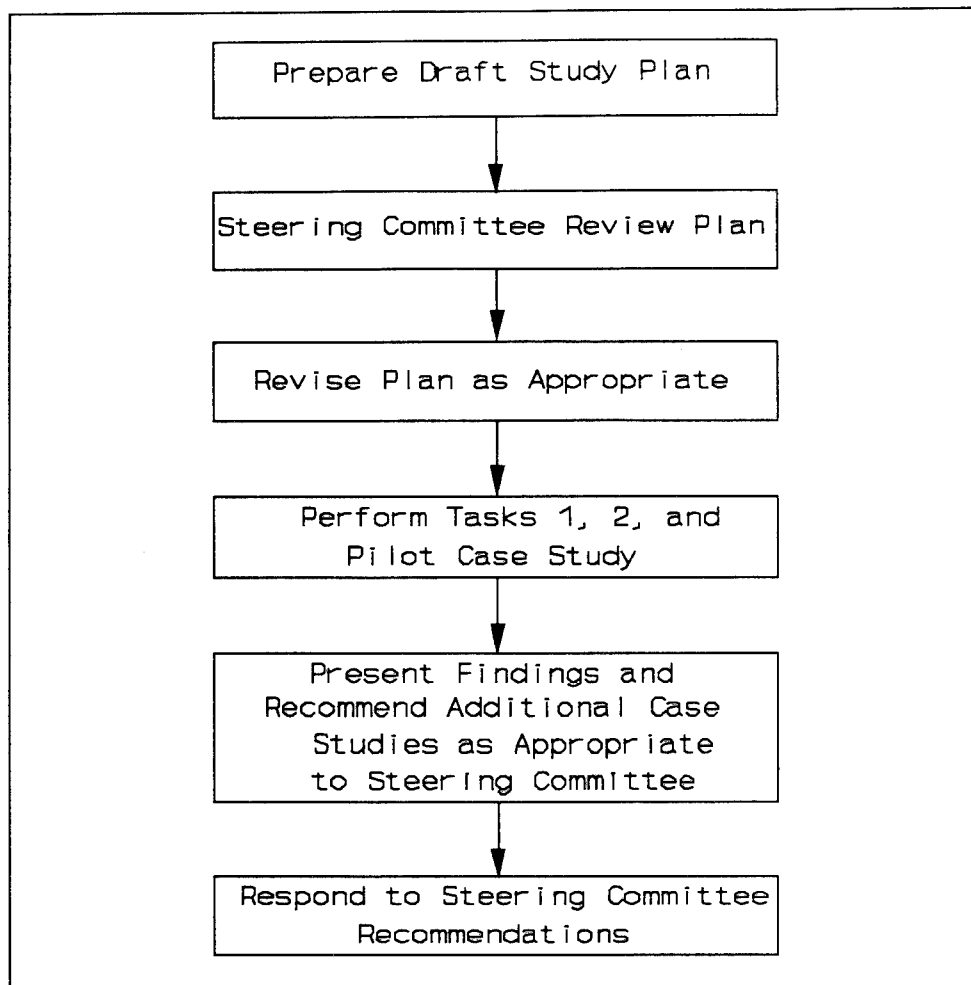 Prepare Draft Study Plan
Steering Committee Review Plan
Revise Plan as Appropriate
Perform Tasks 1, 2, and
Pilot Case Study
Present Findings and
Recommend Additional Case
Studies as Appropriate
to Steering Committee
Respond to Steering Committee
Recommendations